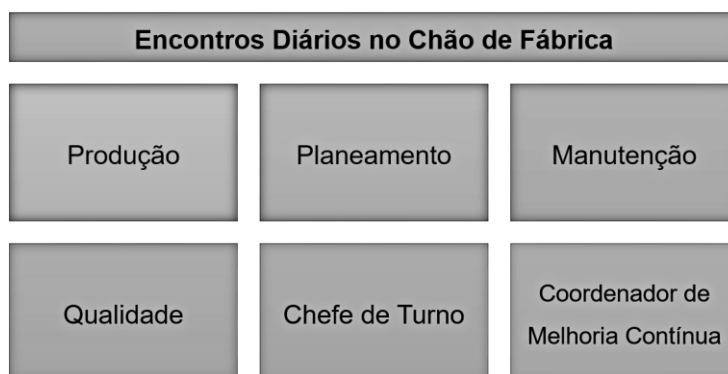 Encontros Diários no Chão de Fábrica
Produção
Planeamento
Manutenção
Qualidade
Chefe de Turno
Coordenador de
Melhoria Contínua